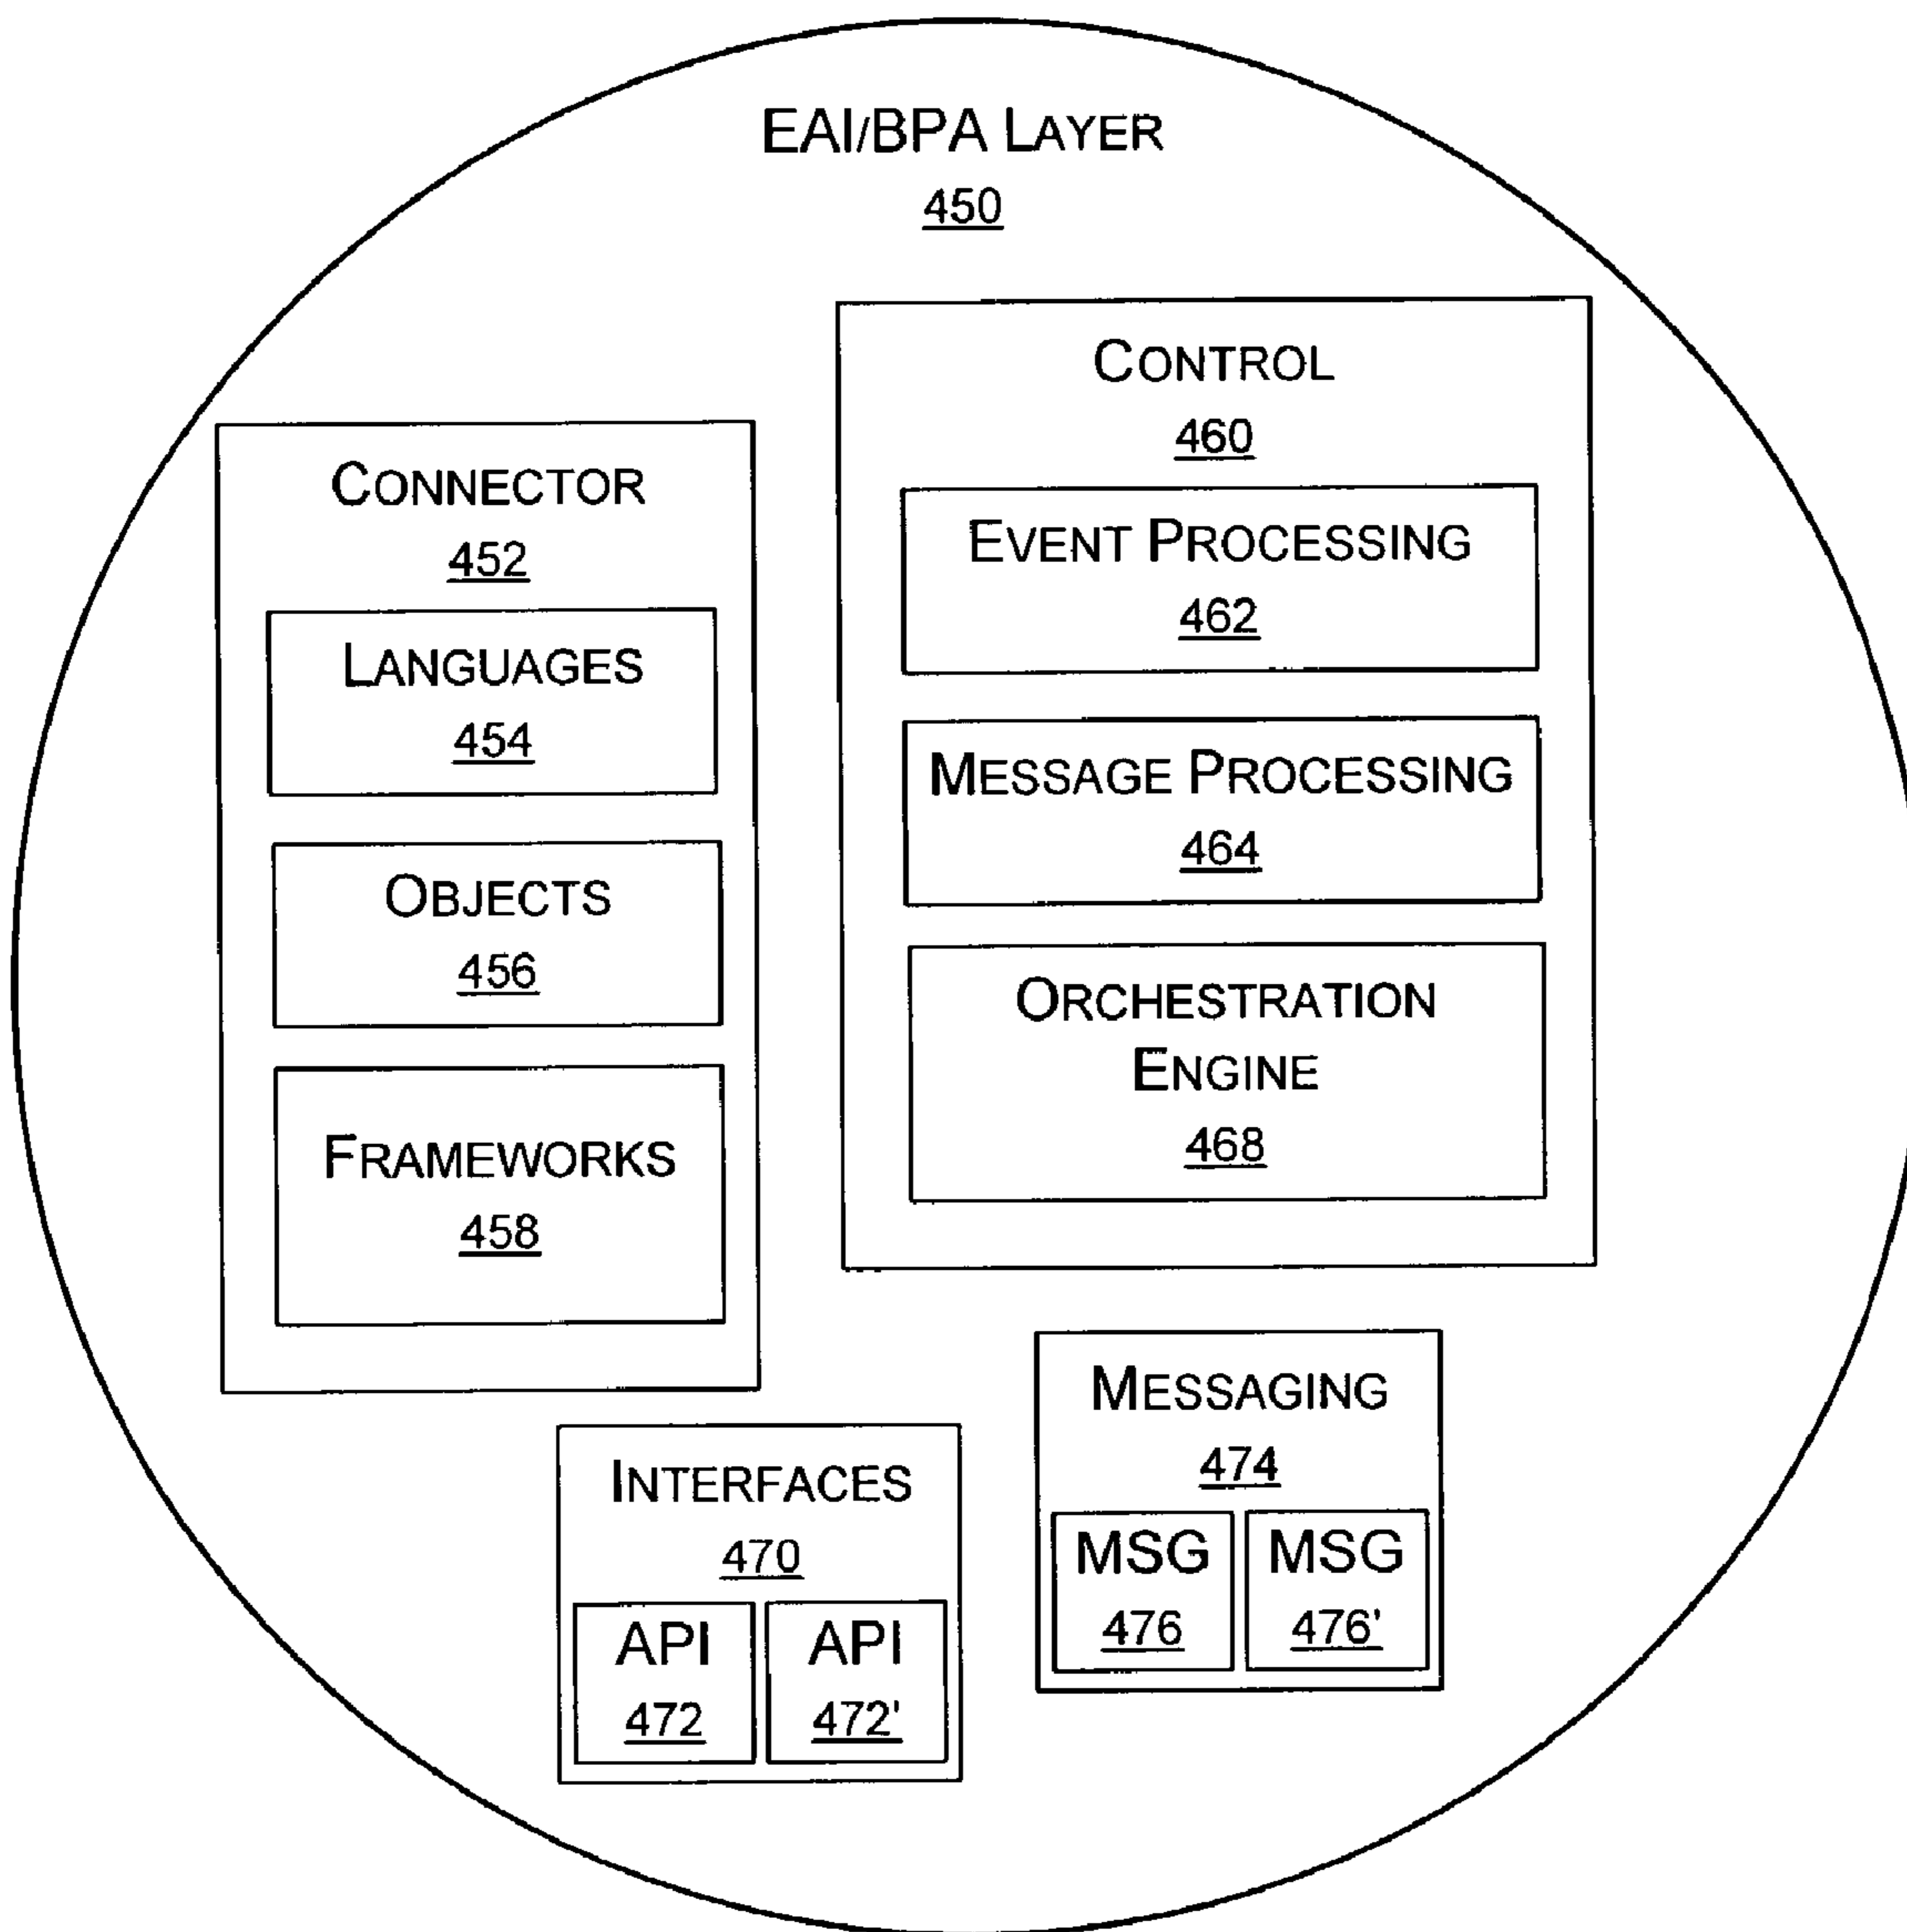 EAI/BPA LAYER
450
CONNECTOR
452
LANGUAGES
454
OBJECTS
456
FRAMEWORKS
458
CONTROL
460
EVENT PROCESSING
462
MESSAGE PROCESSING
464
ORCHESTRATION
ENGINE
468
INTERFACES
470
API
472
API
472'
MESSAGING
474
MSG
476
MSG
476'